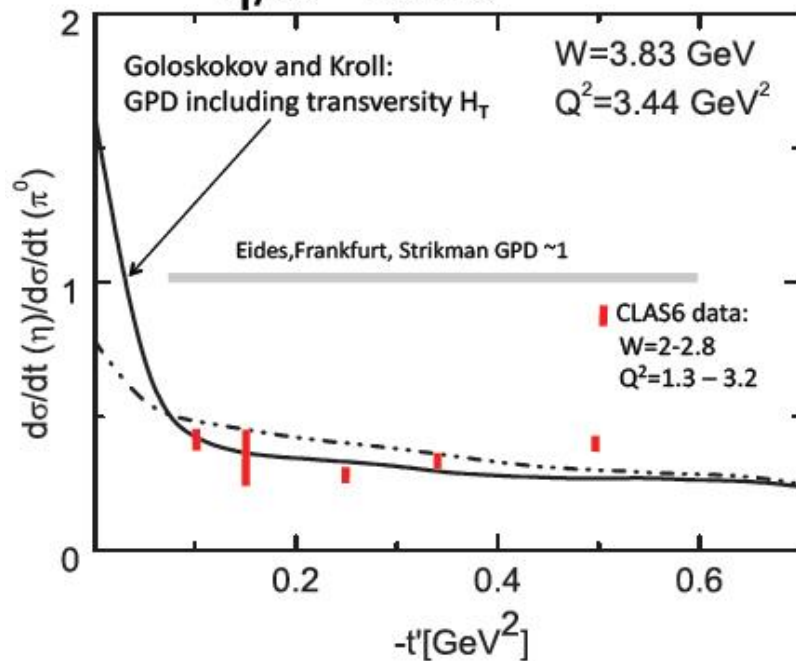 2
Goloskokov and Kroll:
GPD including transversity H_T
W=3.83 GeV
Q²=3.44 GeV²
Eides,Frankfurt, Strikman GPD ~1
1
CLAS6 data:
W=2-2.8
Q²=1.3 – 3.2
dσ/dt (η)/dσ/dt (π⁰)
0
0.2
0.4
0.6
-t'[GeV²]